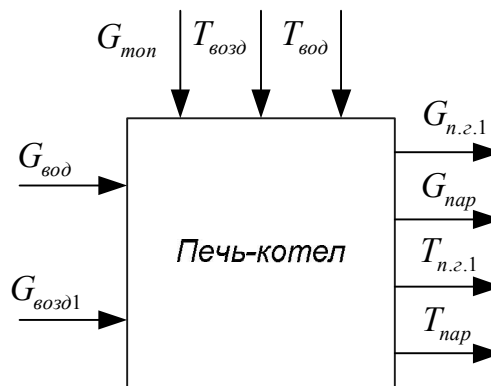 G_топ T_возд T_вод
G_п.г.1
G_вод
G_пар
Печь-котел
T_п.г.1
G_возд1
T_пар